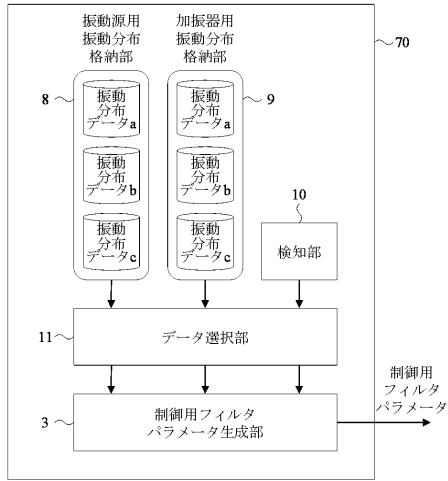 振動源用
振動分布
格納部
加振器用
振動分布
格納部
70
8
振動
分布
データa
振動
分布
データb
振動
分布
データc
9
振動
分布
データa
振動
分布
データb
振動
分布
データc
10
検知部
11
データ選択部
3
制御用フィルタ
パラメータ生成部
制御用
フィルタ
パラメータ